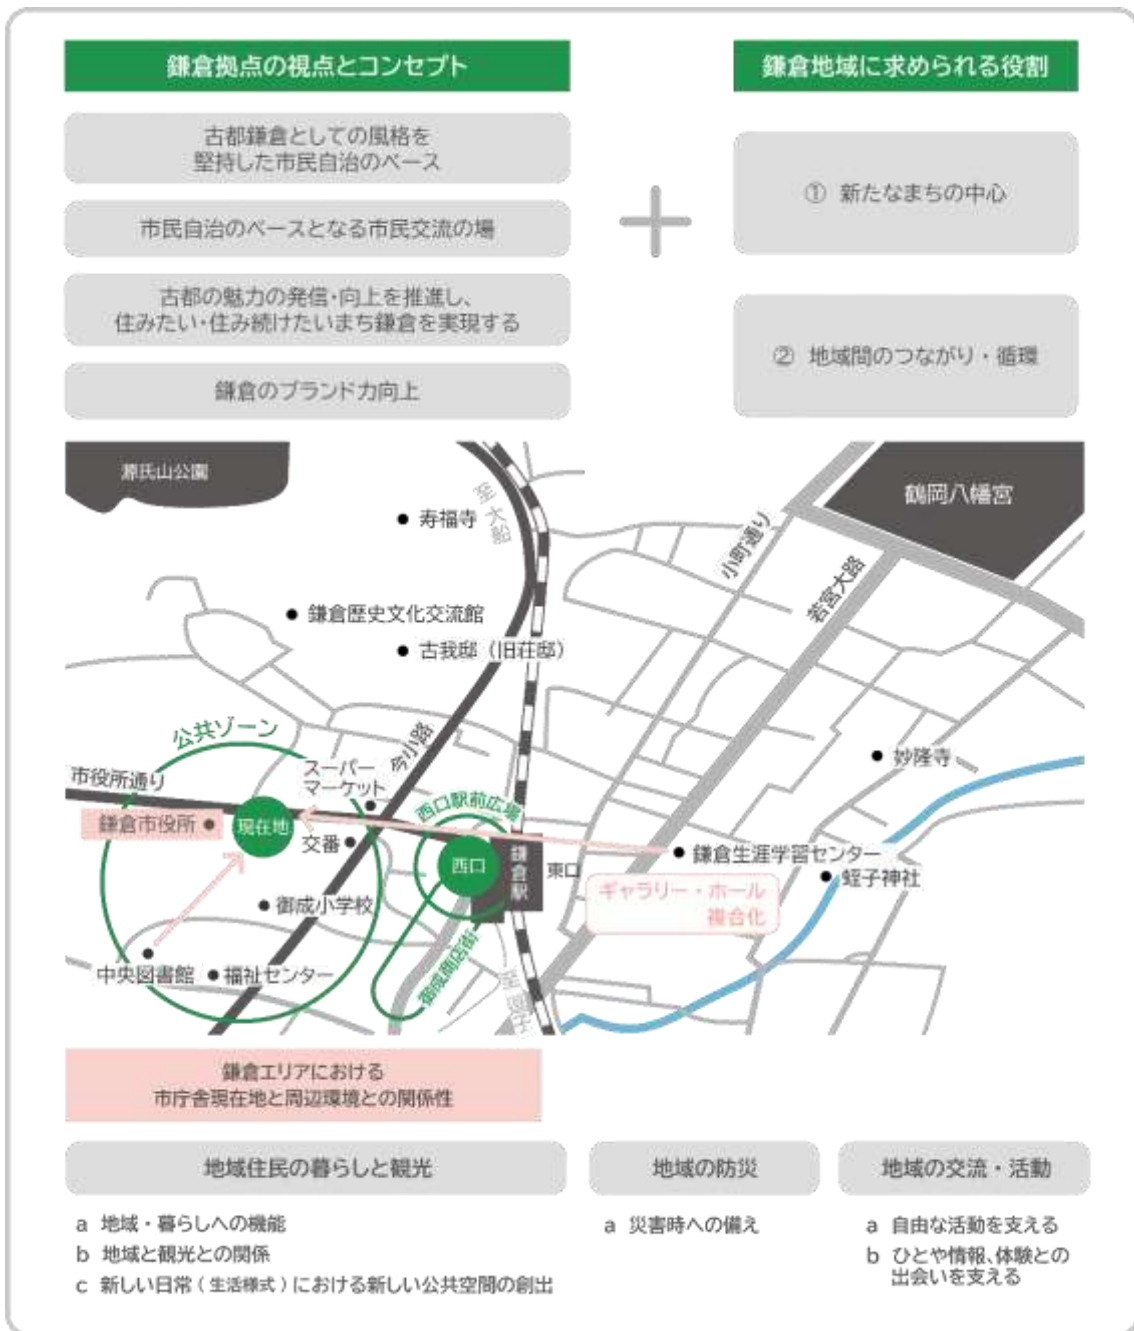 鎌倉拠点の視点とコンセプト
古都鎌倉としての風格を
堅持した市民自治のベース
市民自治のベースとなる市民交流の場
古都の魅力の発信・向上を推進し、
住みたい・住み続けたいまち鎌倉を実現する
鎌倉のブランド力向上
鎌倉地域に求められる役割
① 新たなまちの中心
② 地域間のつながり・循環
源氏山公園
至大船
寿福寺
小町通り
鶴岡八幡宮
若宮大路
鎌倉歴史文化交流館
古我邸（旧荘邸）
公共ゾーン
今小路
妙隆寺
市役所通り
スーパー
マーケット
西口駅前広場
鎌倉市役所
現在地
交番
西口
鎌倉駅
東口
鎌倉生涯学習センター
蛭子神社
ギャラリー・ホール
複合化
御成小学校
御成商店街
中央図書館
福祉センター
鎌倉エリアにおける
市庁舎現在地と周辺環境との関係性
地域住民の暮らしと観光
a 地域・暮らしへの機能
b 地域と観光との関係
c 新しい日常(生活様式)における新しい公共空間の創出
地域の防災
a 災害時への備え
地域の交流・活動
a 自由な活動を支える
b ひとや情報、体験との
出会いを支える